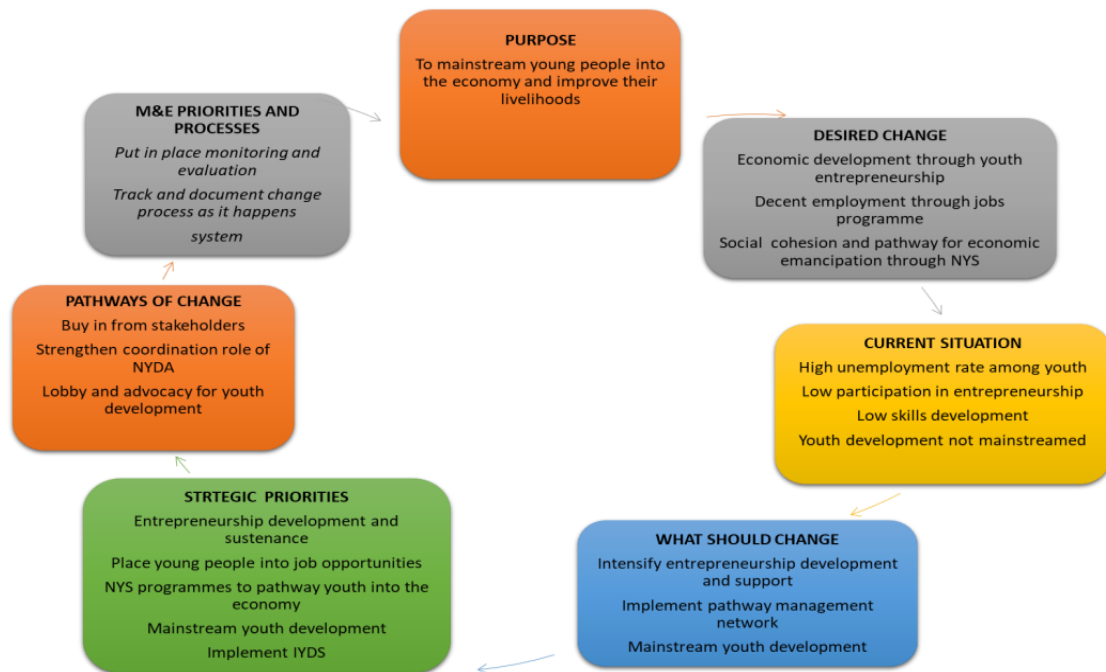 PURPOSE
To mainstream young people into
the economy and improve their
livelihoods
DESIRED CHANGE
Economic development through youth
entrepreneurship
Decent employment through jobs
programme
Social cohesion and pathway for economic
emancipation through NYS
CURRENT SITUATION
High unemployment rate among youth
Low participation in entrepreneurship
Low skills development
Youth development not mainstreamed
WHAT SHOULD CHANGE
Intensify entrepreneurship development
and support
Implement pathway management
network
Mainstream youth development
STRTEGIC PRIORITIES
Entrepreneurship development and
sustenance
Place young people into job opportunities
NYS programmes to pathway youth into the
economy
Mainstream youth development
Implement IYDS
PATHWAYS OF CHANGE
Buy in from stakeholders
Strengthen coordination role of
NYDA
Lobby and advocacy for youth
development
M&E PRIORITIES AND
PROCESSES
Put in place monitoring and
evaluation
Track and document change
process as it happens
system